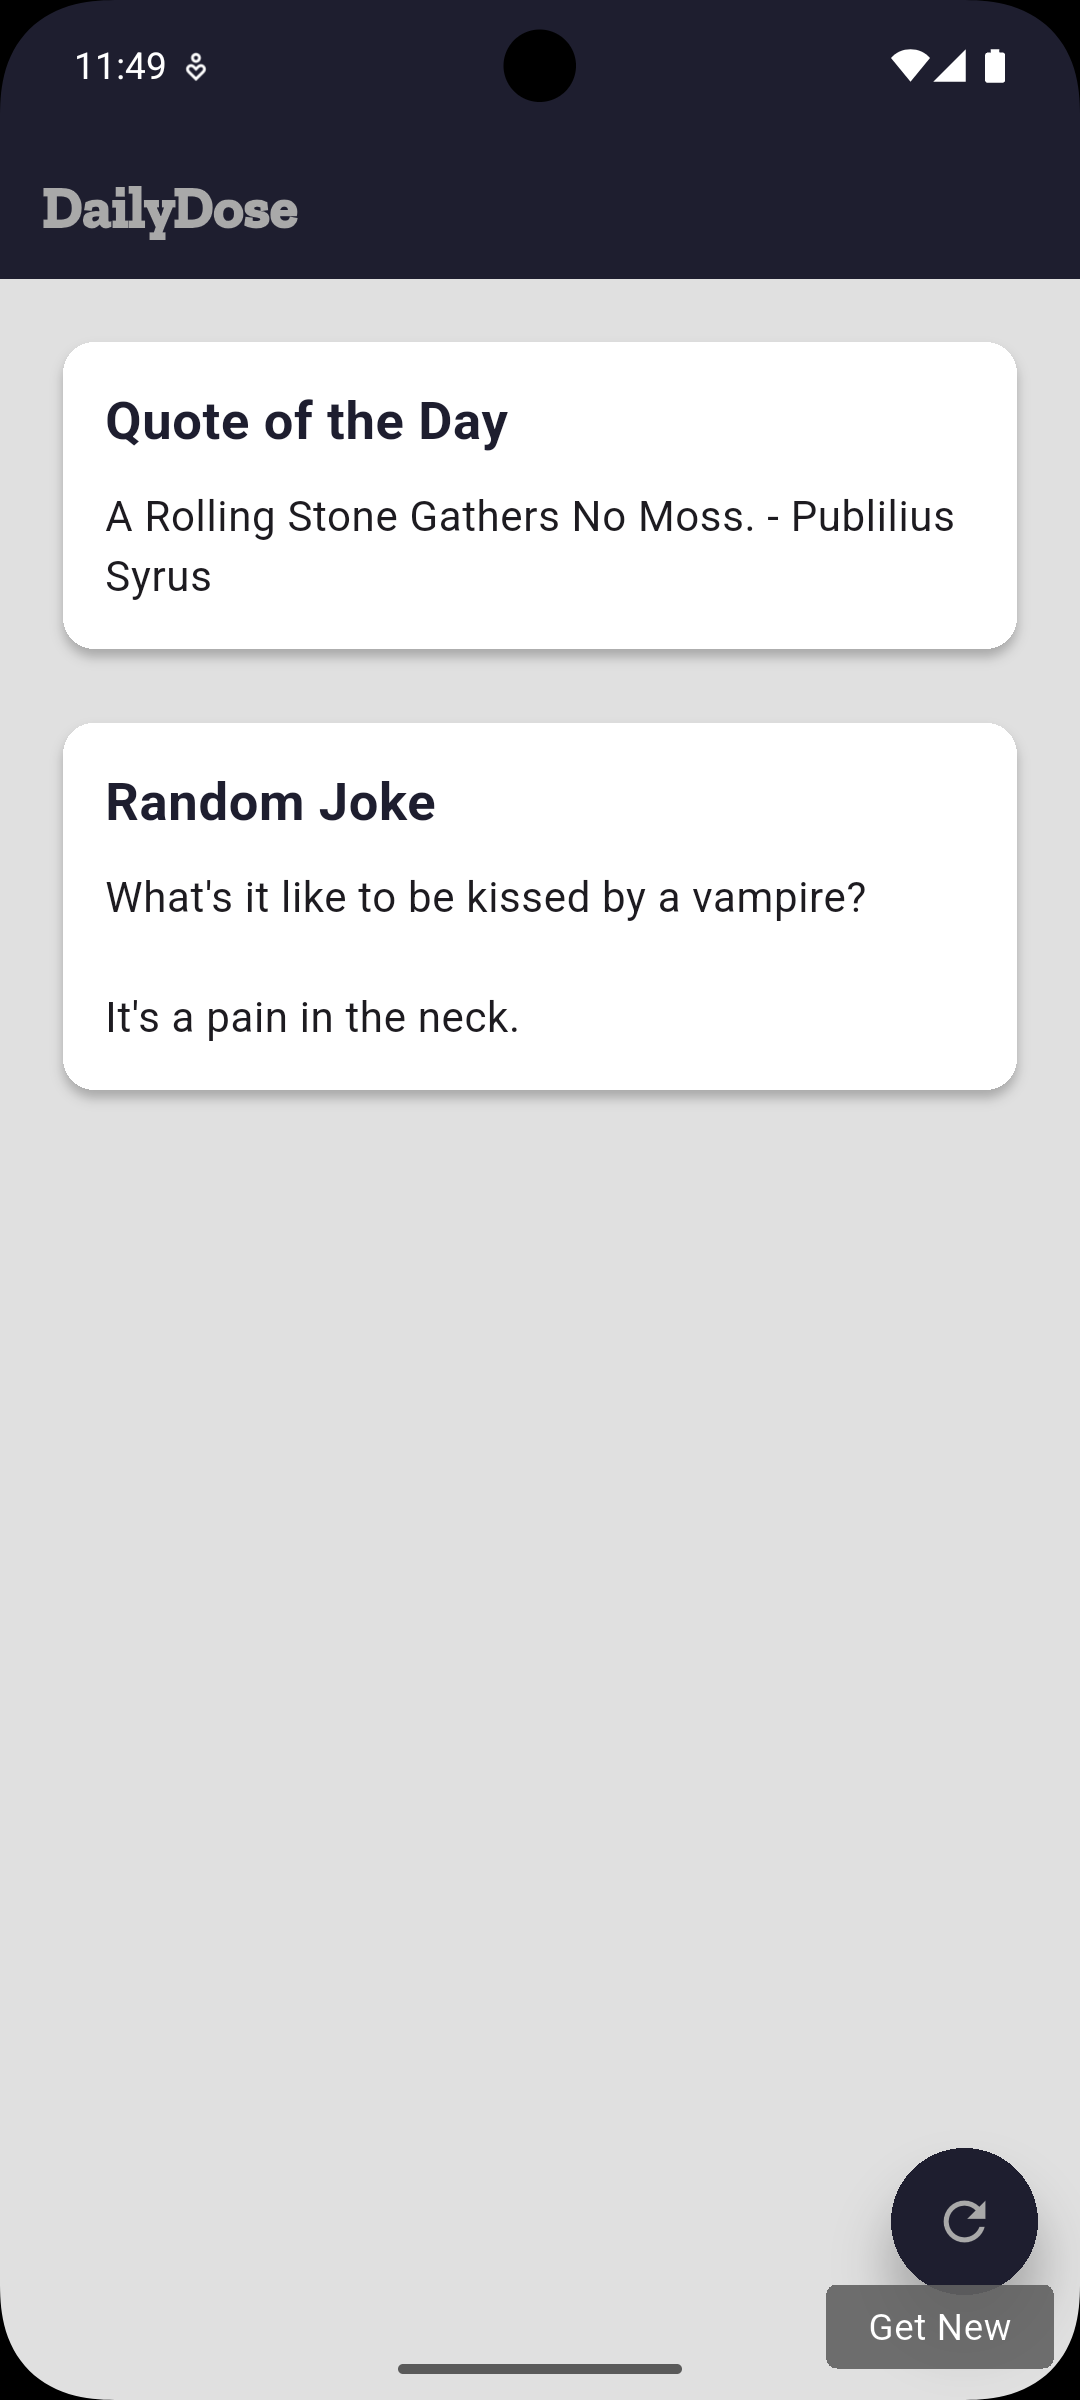 11:49
DailyDose
Quote of the Day
A Rolling Stone Gathers No Moss. - Publilius
Syrus
Random Joke
What's it like to be kissed by a vampire?
It's a pain in the neck.
Get New